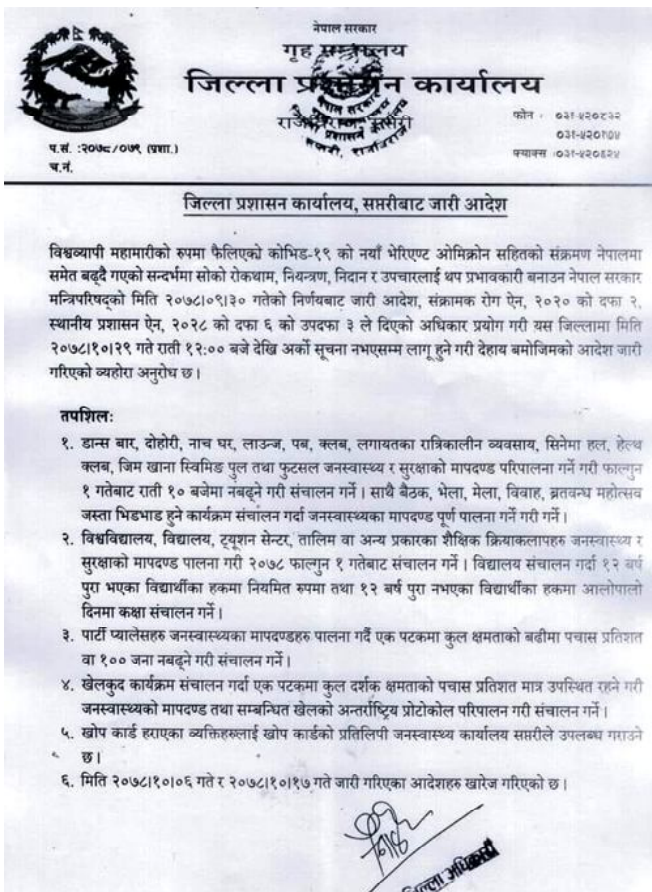 नेपाल सरकार
गृह मन्त्रालय
जिल्ला प्रशासन कार्यालय
फोन : ०३१-५२०८३२
०३१-५२०१७४
फ्याक्स :०३१-५२०६२४
प.सं. :२०७८/०७९ (प्रशा.)
च.नं.
जिल्ला प्रशासन कार्यालय, सप्तरीबाट जारी आदेश
विश्वव्यापी महामारीको रुपमा फैलिएको कोभिड-१९ को नयाँ भेरिएण्ट ओमिक्रोन सहितको संक्रमण नेपालमा
समेत बढ्दै गएको सन्दर्भमा सोको रोकथाम, नियन्त्रण, निदान र उपचारलाई थप प्रभावकारी बनाउन नेपाल सरकार
मन्त्रिपरिषद्को मिति २०७८।०९।३० गतेको निर्णयबाट जारी आदेश, संक्रामक रोग ऐन, २०२० को दफा २,
स्थानीय प्रशासन ऐन, २०२८ को दफा ६ को उपदफा ३ ले दिएको अधिकार प्रयोग गरी यस जिल्लामा मिति
२०७८।१०।२९ गते राती १२:०० बजे देखि अर्को सूचना नभएसम्म लागू हुने गरी देहाय बमोजिमको आदेश जारी
गरिएको व्यहोरा अनुरोध छ।
तपशिलः
१. डान्स बार, दोहोरी, नाच घर, लाउन्ज, पब, क्लब, लगायतका रात्रिकालीन व्यवसाय, सिनेमा हल, हेल्थ
क्लब, जिम खाना स्विमिङ पुल तथा फुटसल जनस्वास्थ्य र सुरक्षाको मापदण्ड परिपालना गर्ने गरी फाल्गुन
१ गतेबाट राती १० बजेमा नबढ्ने गरी संचालन गर्ने। साथै बैठक, भेला, मेला, विवाह, ब्रतवन्ध महोत्सव
जस्ता भिडभाड हुने कार्यक्रम संचालन गर्दा जनस्वास्थ्यका मापदण्ड पूर्ण पालना गर्ने गरी गर्ने।
२. विश्वविद्यालय, विद्यालय, ट्युशन सेन्टर, तालिम वा अन्य प्रकारका शैक्षिक क्रियाकलापहरु जनस्वास्थ्य र
सुरक्षाको मापदण्ड पालना गरी २०७८ फाल्गुन १ गतेबाट संचालन गर्ने। विद्यालय संचालन गर्दा १२ बर्ष
पुरा भएका विद्यार्थीका हकमा नियमित रुपमा तथा १२ बर्ष पुरा नभएका विद्यार्थीका हकमा आलोपालो
दिनमा कक्षा संचालन गर्ने।
३. पार्टी प्यालेसहरु जनस्वास्थ्यका मापदण्डहरु पालना गर्दै एक पटकमा कुल क्षमताको बढीमा पचास प्रतिशत
वा १०० जना नबढ्ने गरी संचालन गर्ने।
४. खेलकुद कार्यक्रम संचालन गर्दा एक पटकमा कुल दर्शक क्षमताको पचास प्रतिशत मात्र उपस्थित रहने गरी
जनस्वास्थ्यको मापदण्ड तथा सम्बन्धित खेलको अन्तर्राष्ट्रिय प्रोटोकोल परिपालन गरी संचालन गर्ने।
५. खोप कार्ड हराएका व्यक्तिहरुलाई खोप कार्डको प्रतिलिपी जनस्वास्थ्य कार्यालय सप्तरीले उपलब्ध गराउने
छ।
६. मिति २०७८।१०।०६ गते र २०७८।१०।१७ गते जारी गरिएका आदेशहरु खारेज गरिएको छ।